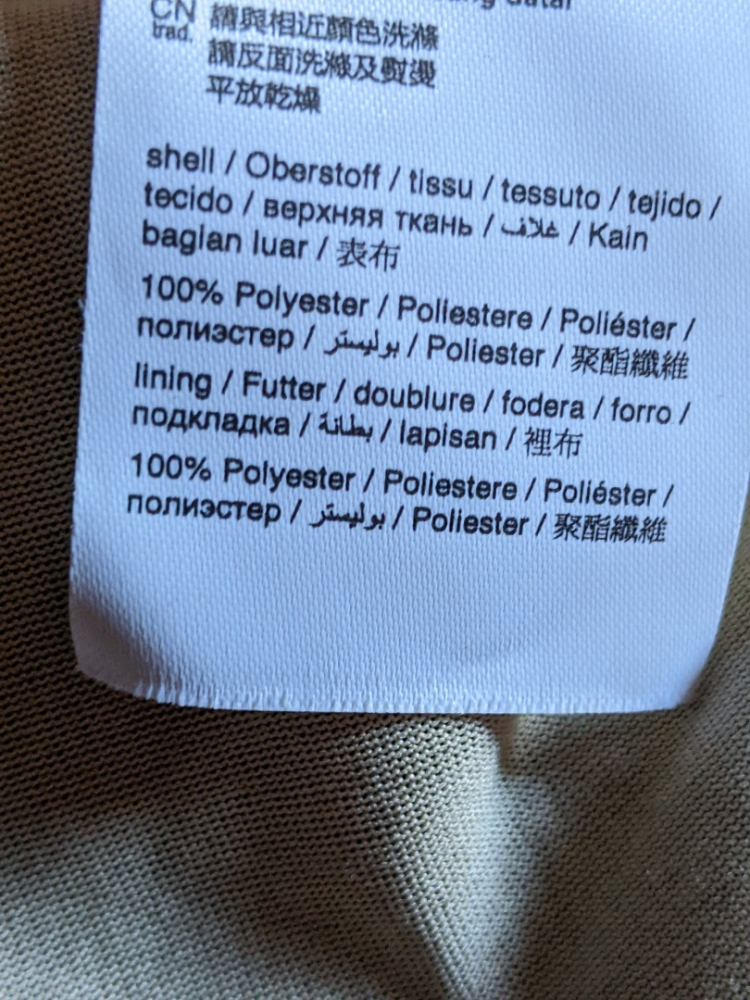 CN 請與相近顏色洗滌
trad. 請反面洗滌及熨燙
平放乾燥
shell / Oberstoff / tissu / tessuto / tejido /
tecido / верхняя ткань / غلاف / Kain
bagian luar / 表布
100% Polyester / Poliestere / Poliéster /
полиэстер / بوليستر / Poliester / 聚酯纖維
lining / Futter / doublure / fodera / forro /
подкладка / بطانة / lapisan / 裡布
100% Polyester / Poliestere / Poliéster /
полиэстер / بوليستر / Poliester / 聚酯纖維